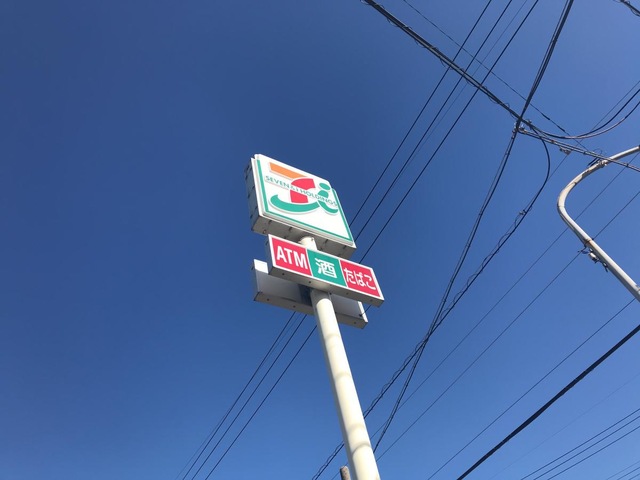 SEVEN & i HOLDINGS
ATM 酒 たばこ